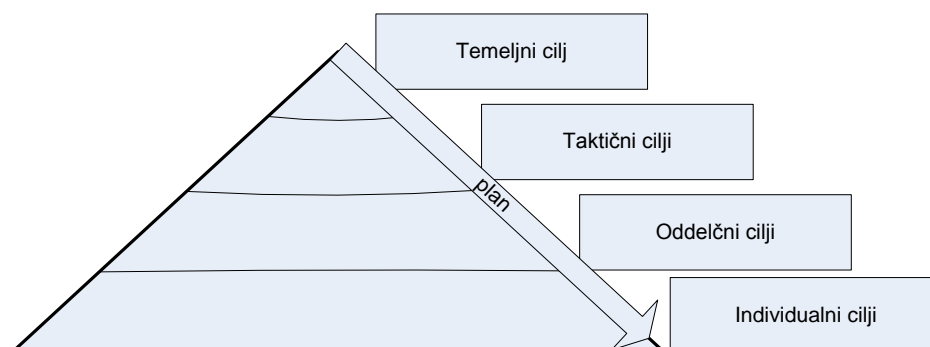 Temeljni cilj
Taktični cilji
plan
Oddelčni cilji
Individualni cilji